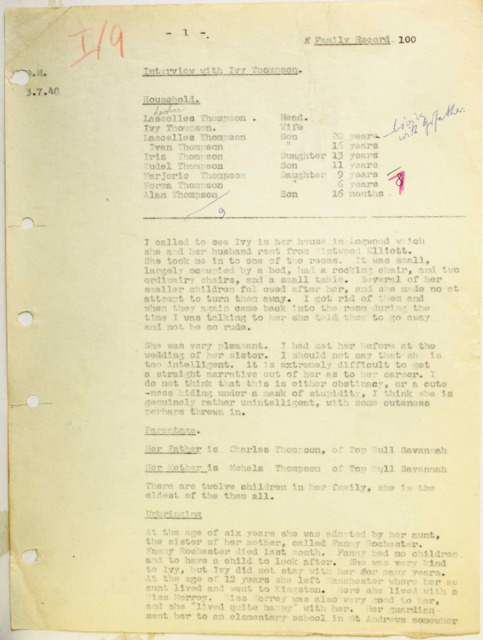 I/9
- 1 -.
Family Record. 100
3.7.48
Interview with Ivy Thompson.
Household.
Leslie
Lascelles Thompson . Head.
Ivy Thompson. Wife
Lascelles Thompson Son 20 years
living with
Ivan Thompson " 15 years
Iris Thompson Daughter 13 years
Rudel Thompson Son 11 years
Marjorie Thompson Daughter 9 years
8
Norma Thompson " 6 years
Alan Thompson Son 16 months
9
I called to see Ivy in her house in Logwood which
she and her husband rent from Elliott.
She took me in to one of the rooms. It was small,
largely occupied by a bed, had a rocking chair, and two
ordinary chairs, and a small table. Several of her
smaller children followed after her, and she made no at
attempt to turn them away. I got rid of them and
when they again came back into the room during the
time I was talking to her she told them to go away
and not be so rude.
She was very pleasant. I had met her before at the
wedding of her sister. I should not say that she is
too intelligent. it is extremely difficult to get
a straight narrative out of her as to her career. I
do not think that this is either obstinacy, or a cute
-ness hiding under a mask of stupidity, I think she is
genuinely rather unintelligent, with some cuteness
perhaps thrown in.
Parentage.
Her Father is Charles Thompson, of Top Hull Savannah
Her Mother is Mehela Thompson of Top Hull Savannah
There are twelve children in her family, she is the
eldest of the them all.
Upbringing
At the age of six years she was adopted by her aunt,
the sister of her mother, called Fanny Rochester.
Fanny Rochester died last month. Fanny had no children
and to have a child to look after. She was very kind
to Ivy, but Ivy did not stay with her for many years.
At the age of 12 years she left Manchester where her au
aunt lived and went to Kingston. Here she lived with a
Miss Morrey. Miss Morrey was also very good to her,
and she "lived quite happy" with her. Her guardian
sent her to an elementary school in St Andrews somewher